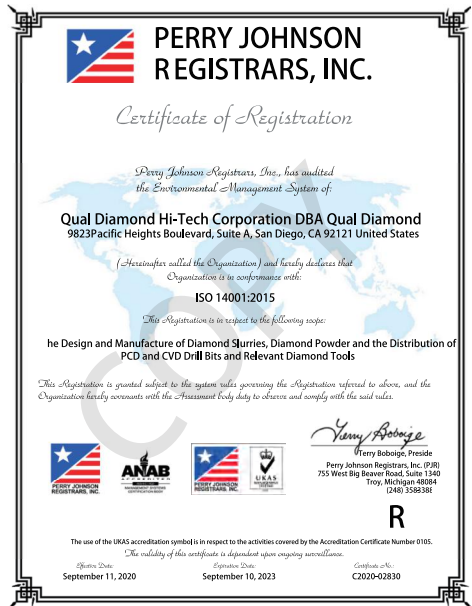 PERRY JOHNSON
REGISTRARS, INC.
Certificate of Registration
Perry Johnson Registrars, Inc., has audited
the Environmental Management System of:
Qual Diamond Hi-Tech Corporation DBA Qual Diamond
9823Pacific Heights Boulevard, Suite A, San Diego, CA 92121 United States
(Hereinafter called the Organization) and hereby declares that
Organization is in conformance with:
ISO 14001:2015
This Registration is in respect to the following scope:
he Design and Manufacture of Diamond Slurries, Diamond Powder and the Distribution of
PCD and CVD Drill Bits and Relevant Diamond Tools
This Registration is granted subject to the system rules governing the Registration referred to above, and the
Organization hereby covenants with the Assessment body duty to observe and comply with the said rules.
COPY
PERRY JOHNSON
REGISTRARS, INC.
ANAB
ACCREDITED
MANAGEMENT SYSTEMS
CERTIFICATION BODY
PERRY JOHNSON
REGISTRARS, INC.
UKAS
MANAGEMENT
SYSTEMS
Terry Boboige
Terry Boboige, Preside
Perry Johnson Registrars, Inc. (PJR)
755 West Big Beaver Road, Suite 1340
Troy, Michigan 48084
(248) 358338
R
The use of the UKAS accreditation symbol is in respect to the activities covered by the Accreditation Certificate Number 0105.
The validity of this certificate is dependent upon ongoing surveillance.
Effective Date: Expiration Date: Certificate No.:
September 11, 2020 September 10, 2023 C2020-02830